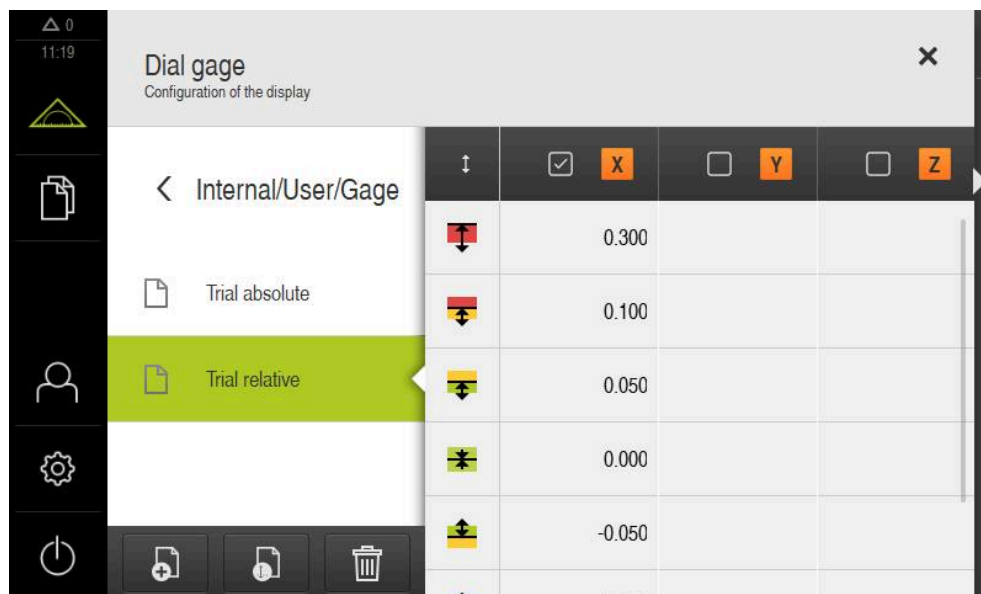 0
11:19
Dial gage
Configuration of the display
Internal/User/Gage
Trial absolute
Trial relative
X Y Z
0.300
0.100
0.050
0.000
-0.050